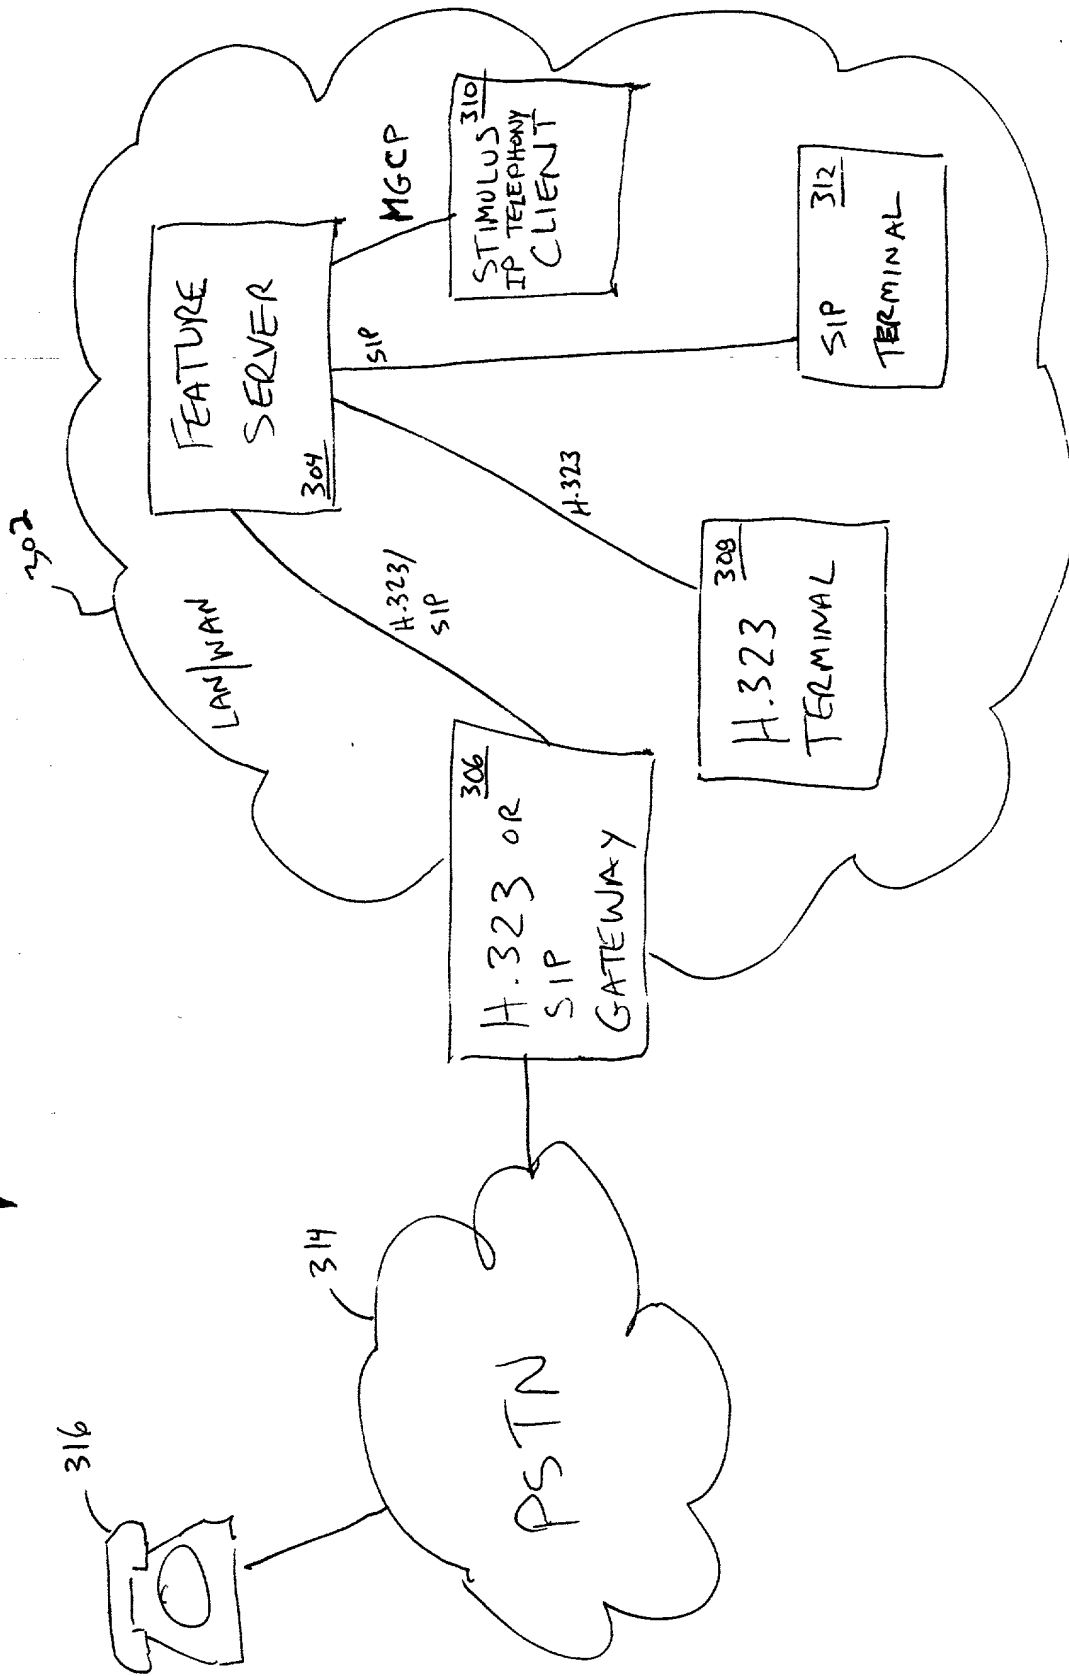 316
314
PSTN
302
LAN/WAN
FEATURE
SERVER
304
H.323/
SIP
H.323
SIP
MGCP
306
H.323 OR
SIP
GATEWAY
308
H.323
TERMINAL
310
STIMULUS
IP TELEPHONY
CLIENT
312
SIP
TERMINAL